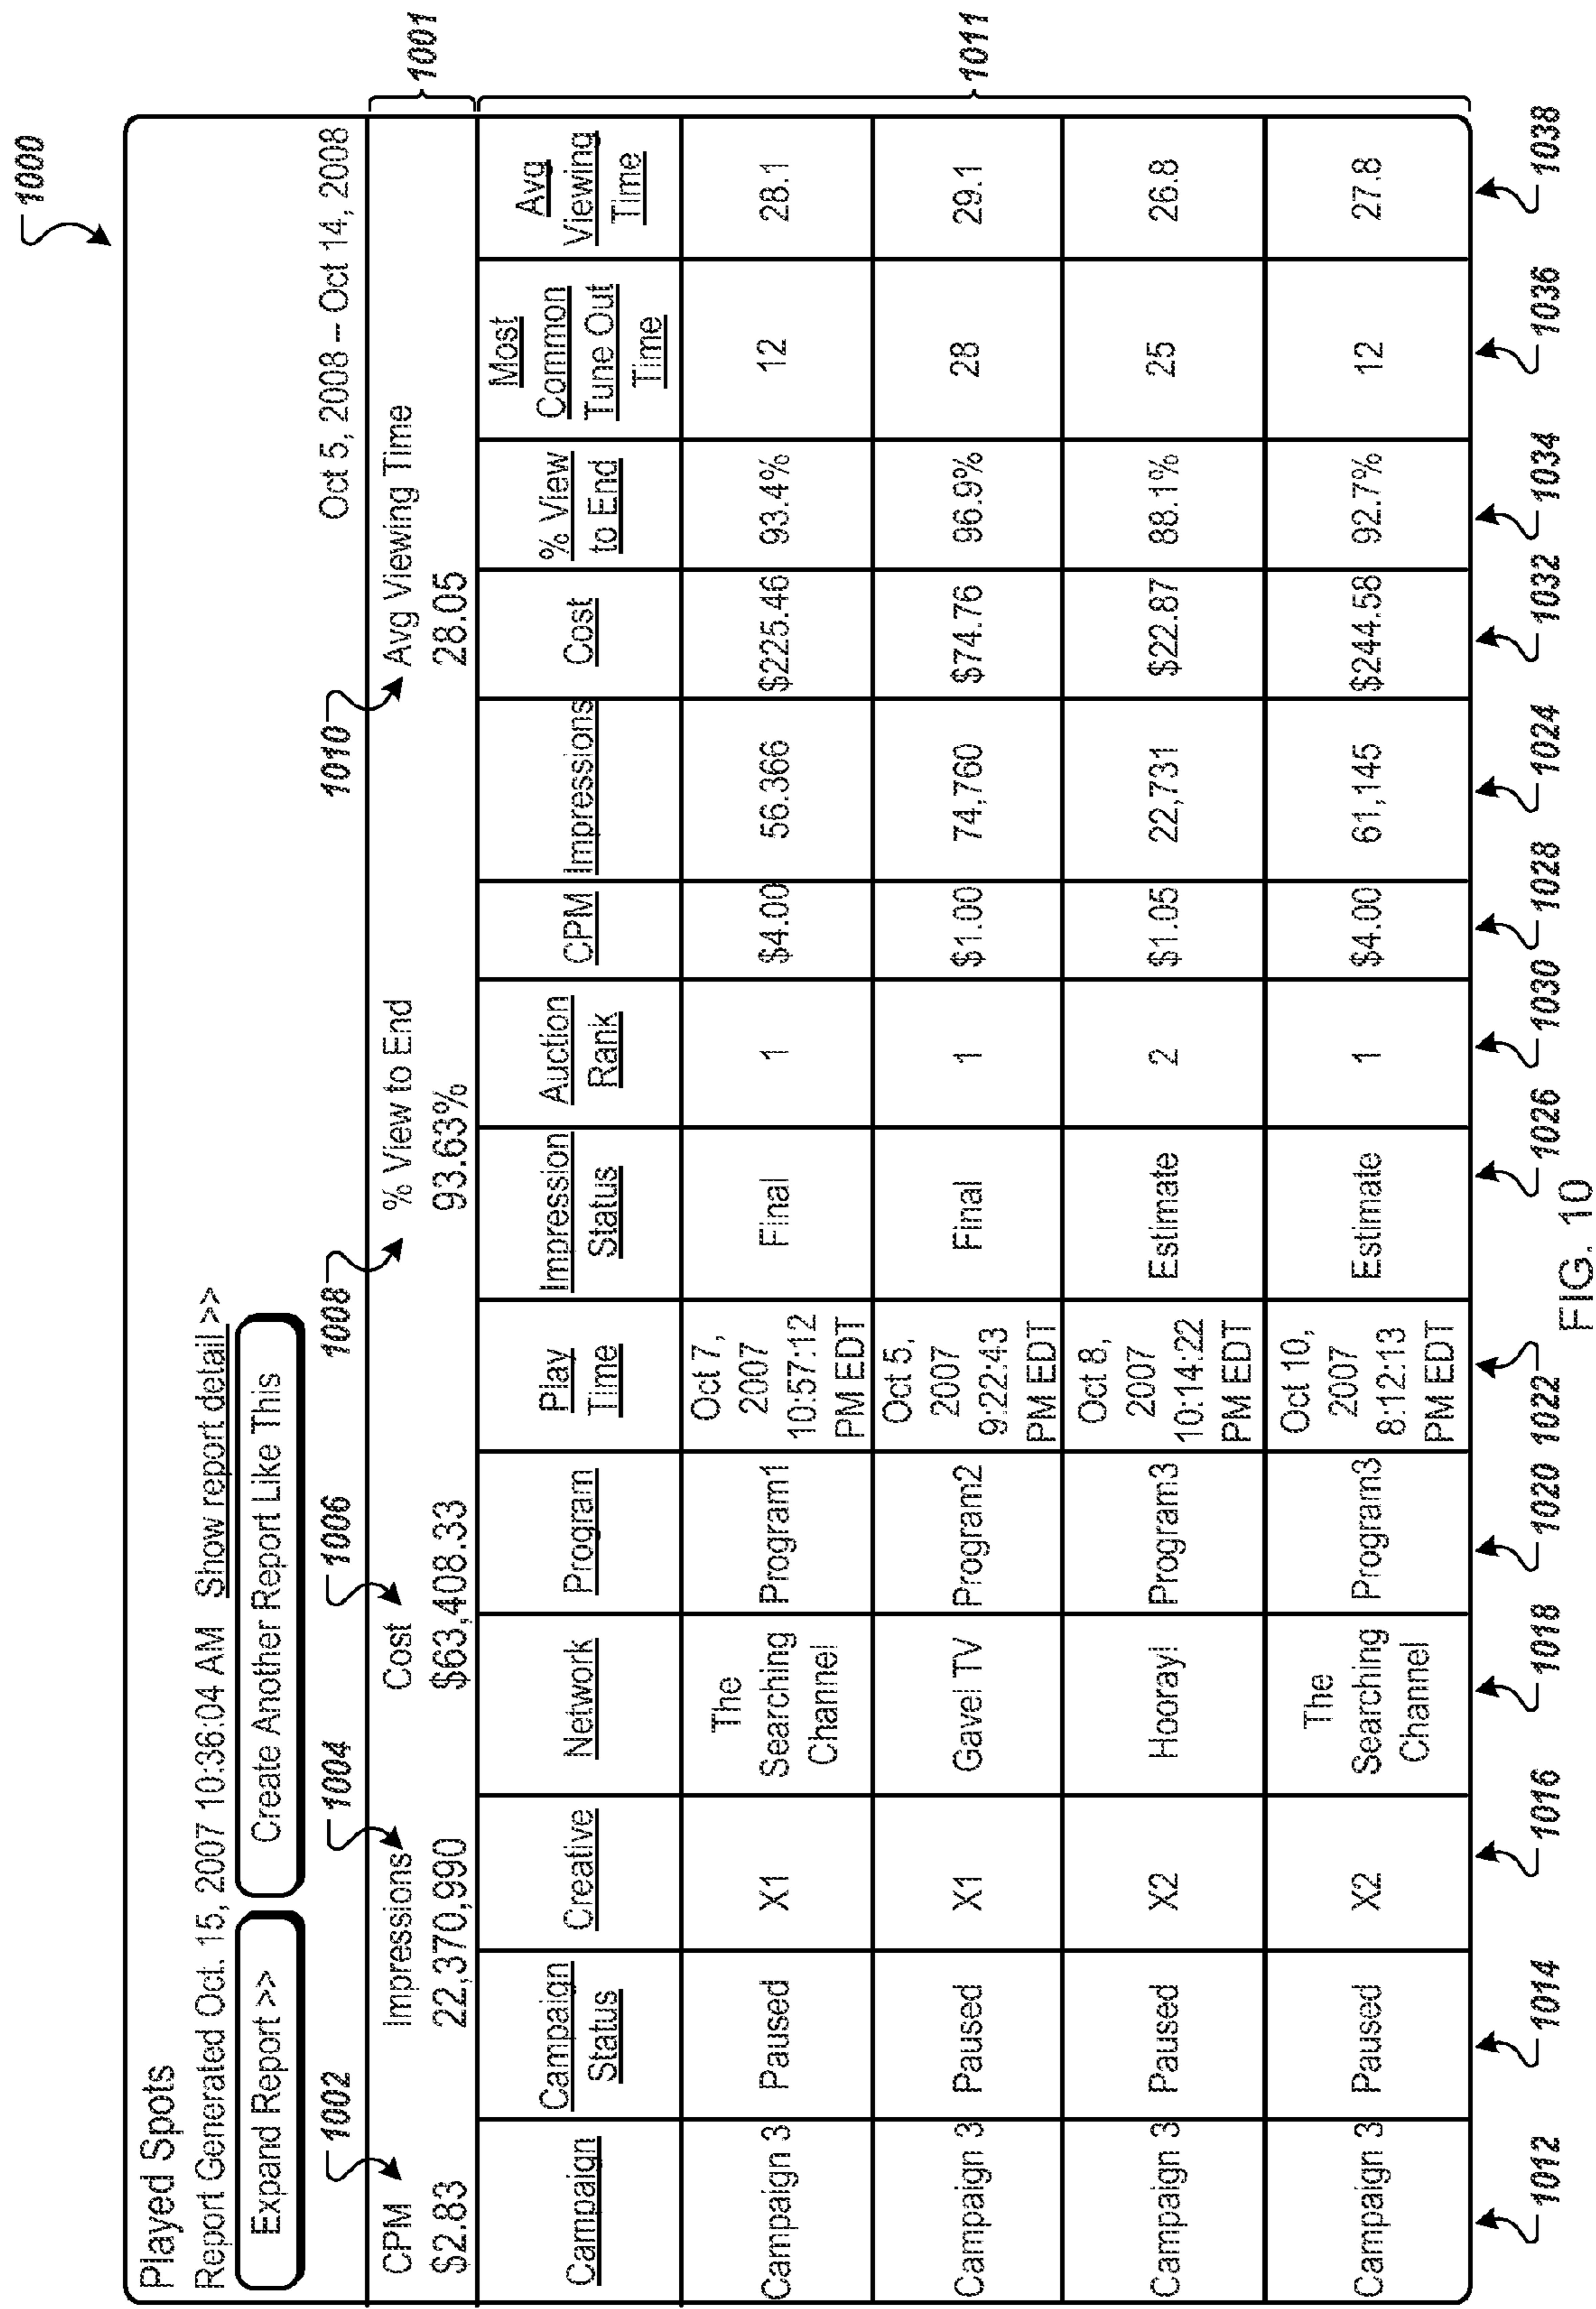 1000
Played Spots
Report Generated Oct. 15, 2007 10:36:04 AM Show report detail >>
Expand Report >> Create Another Report Like This
Oct 5, 2008 -- Oct 14, 2008
1002 1004 1006 1008 1010
CPM Impressions Cost % View to End Avg Viewing Time
$2.83 22,370,990 $63,408.33 93.63% 28.05
1001
Campaign
Campaign
Status
Creative
Network
Program
Play
Time
Impression
Status
Auction
Rank
CPM
Impressions
Cost
% View
to End
Most
Common
Tune Out
Time
Avg
Viewing
Time
Campaign 3
Paused
X1
The
Searching
Channel
Program1
Oct 7,
2007
10:57:12
PM EDT
Final
1
$4.00
56.366
$225.46
93.4%
12
28.1
Campaign 3
Paused
X1
Gavel TV
Program2
Oct 5,
2007
9:22:43
PM EDT
Final
1
$1.00
74,760
$74.76
96.9%
28
29.1
Campaign 3
Paused
X2
Hooray!
Program3
Oct 8,
2007
10:14:22
PM EDT
Estimate
2
$1.05
22,731
$22.87
88.1%
25
26.8
Campaign 3
Paused
X2
The
Searching
Channel
Program3
Oct 10,
2007
8:12:13
PM EDT
Estimate
1
$4.00
61,145
$244.58
92.7%
12
27.8
1011
1012 1014 1016 1018 1020 1022 1026 1030 1028 1024 1032 1034 1036 1038
FIG. 10